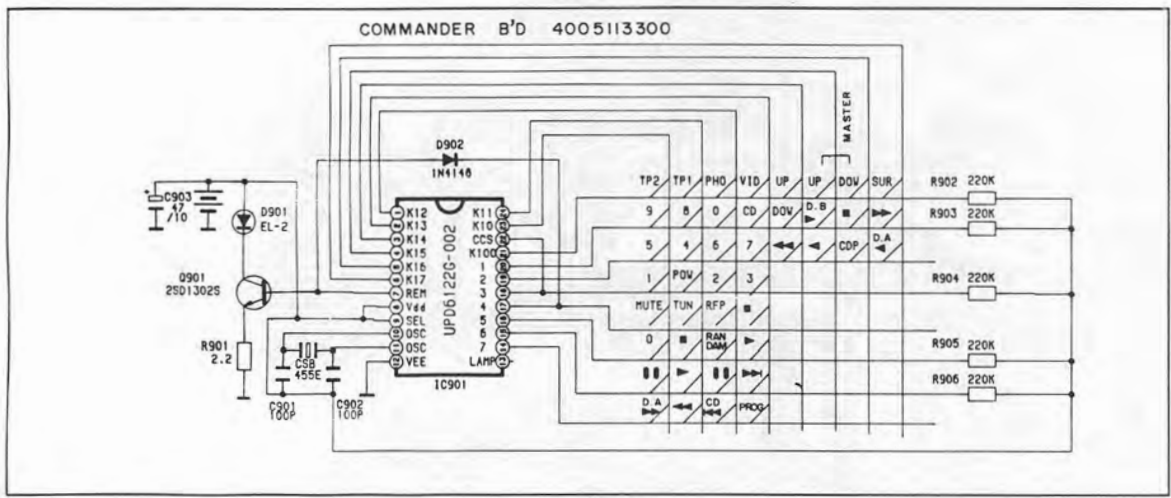 COMMANDER B'D 4005113300
MASTER
D902
1N4148
TP2 TP1 PHO VID UP UP DOW SUR
R902 220K
9 8 0 CD DOW D.B
R903 220K
5 4 6 7 CDP D.A
1 POW 2 3
R904 220K
MUTE TUN RFP
0 RAN DAM
R905 220K
R906 220K
D.A CD PROG
C903
47
/10
D901
EL-2
Q901
2SD1302S
R901
2.2
CSB
455E
C901
100P
C902
100P
K12 K11
K13 K10
K14 CCS
K15
K16 1
K17 2
REM 3
Vdd 4
SEL 5
OSC 6
OSC 7
VEE LAMP
UPD6122G-002
IC901